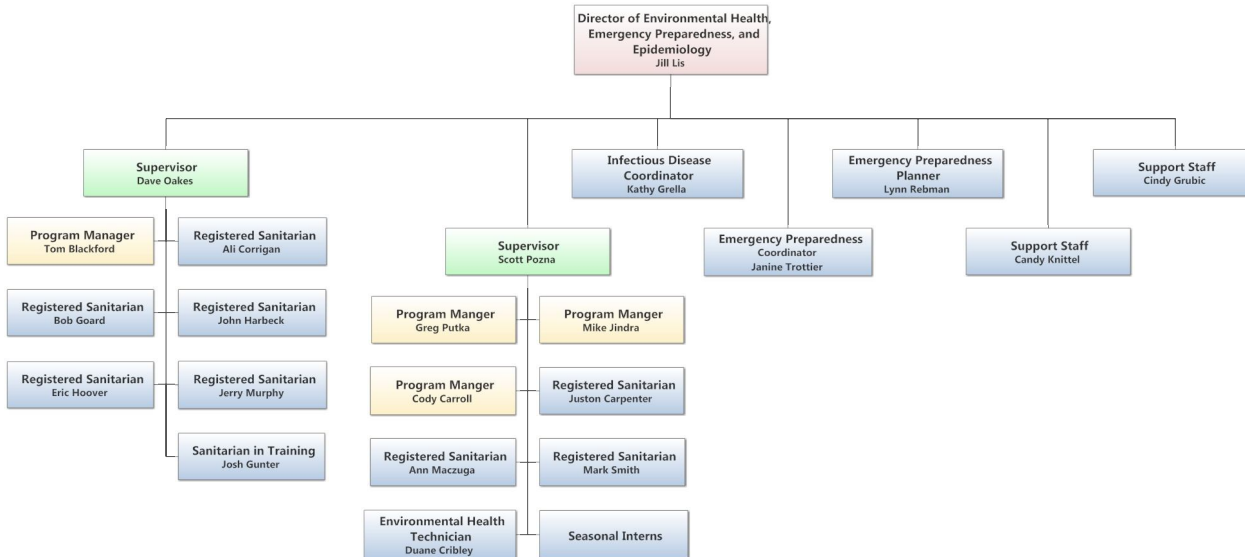 Director of Environmental Health,
Emergency Preparedness, and
Epidemiology
Jill Lis
Supervisor
Dave Oakes
Infectious Disease
Coordinator
Kathy Grella
Emergency Preparedness
Planner
Lynn Rebman
Support Staff
Cindy Grubic
Program Manager
Tom Blackford
Registered Sanitarian
Ali Corrigan
Supervisor
Scott Pozna
Emergency Preparedness
Coordinator
Janine Trottier
Support Staff
Candy Knittel
Registered Sanitarian
Bob Goard
Registered Sanitarian
John Harbeck
Program Manger
Greg Putka
Program Manger
Mike Jindra
Registered Sanitarian
Eric Hoover
Registered Sanitarian
Jerry Murphy
Program Manger
Cody Carroll
Registered Sanitarian
Juston Carpenter
Sanitarian in Training
Josh Gunter
Registered Sanitarian
Ann Maczuga
Registered Sanitarian
Mark Smith
Environmental Health
Technician
Duane Cribley
Seasonal Interns